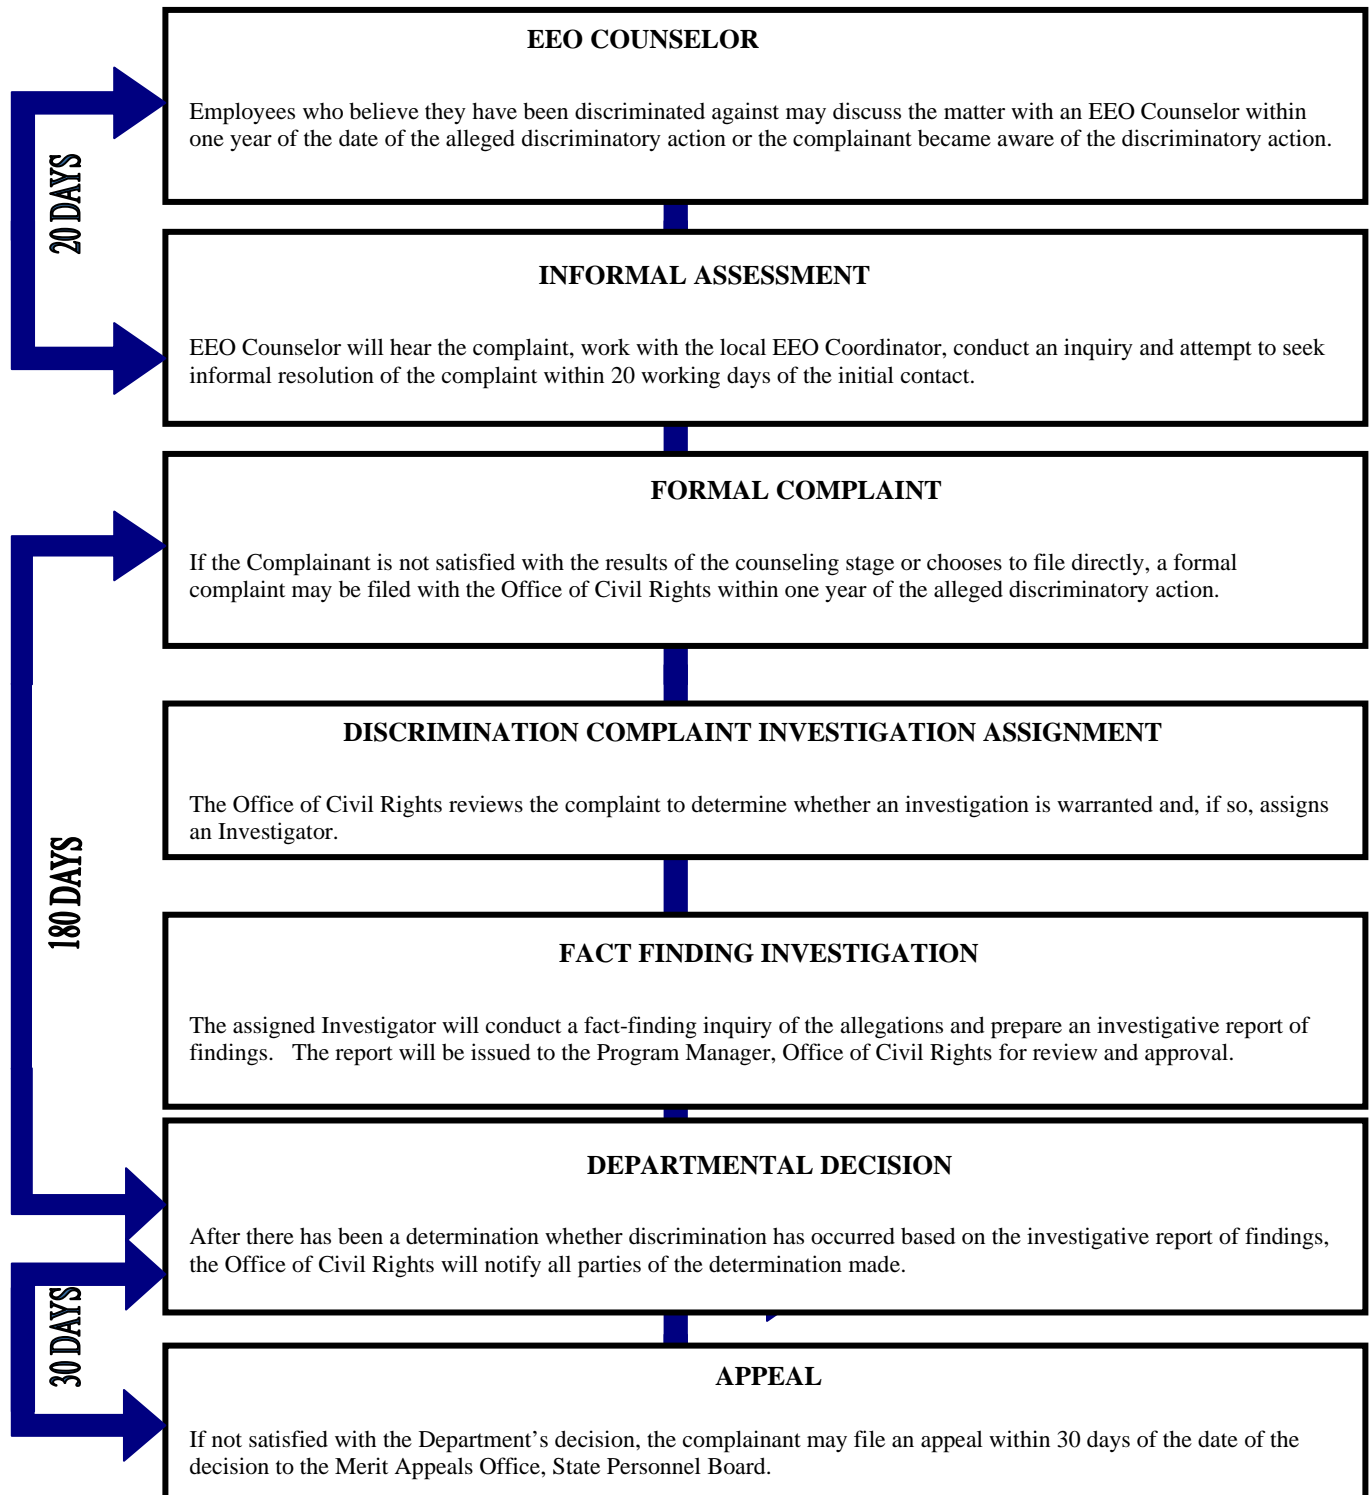 EEO COUNSELOR
Employees who believe they have been discriminated against may discuss the matter with an EEO Counselor within
one year of the date of the alleged discriminatory action or the complainant became aware of the discriminatory action.
20 DAYS
INFORMAL ASSESSMENT
EEO Counselor will hear the complaint, work with the local EEO Coordinator, conduct an inquiry and attempt to seek
informal resolution of the complaint within 20 working days of the initial contact.
FORMAL COMPLAINT
If the Complainant is not satisfied with the results of the counseling stage or chooses to file directly, a formal
complaint may be filed with the Office of Civil Rights within one year of the alleged discriminatory action.
DISCRIMINATION COMPLAINT INVESTIGATION ASSIGNMENT
The Office of Civil Rights reviews the complaint to determine whether an investigation is warranted and, if so, assigns
an Investigator.
180 DAYS
FACT FINDING INVESTIGATION
The assigned Investigator will conduct a fact-finding inquiry of the allegations and prepare an investigative report of
findings. The report will be issued to the Program Manager, Office of Civil Rights for review and approval.
DEPARTMENTAL DECISION
After there has been a determination whether discrimination has occurred based on the investigative report of findings,
the Office of Civil Rights will notify all parties of the determination made.
30 DAYS
APPEAL
If not satisfied with the Department’s decision, the complainant may file an appeal within 30 days of the date of the
decision to the Merit Appeals Office, State Personnel Board.